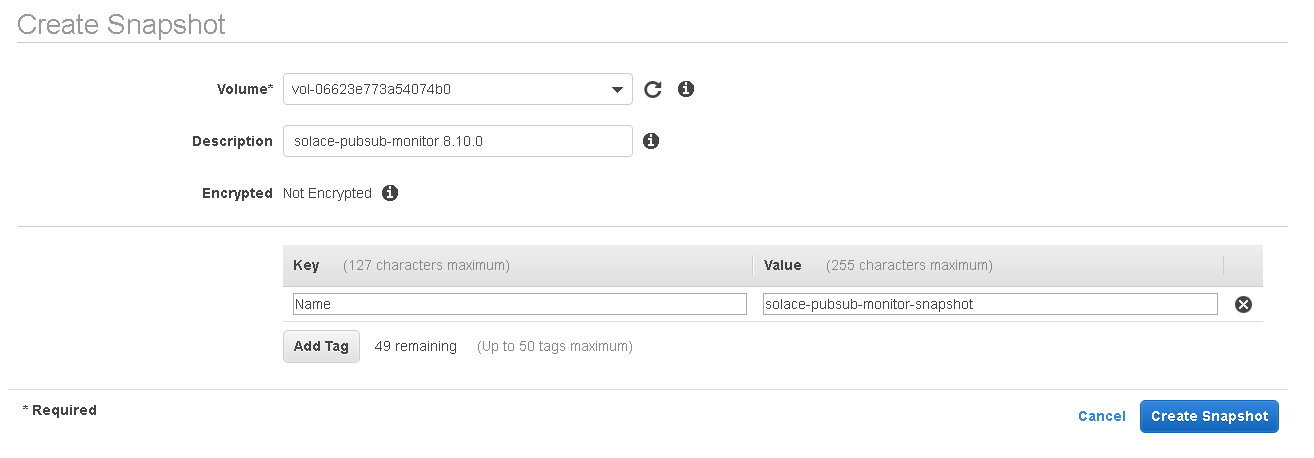 Create Snapshot
Volume* vol-06623e773a54074b0
Description solace-pubsub-monitor 8.10.0
Encrypted Not Encrypted
Key (127 characters maximum) Value (255 characters maximum)
Name solace-pubsub-monitor-snapshot
Add Tag 49 remaining (Up to 50 tags maximum)
* Required
Cancel Create Snapshot